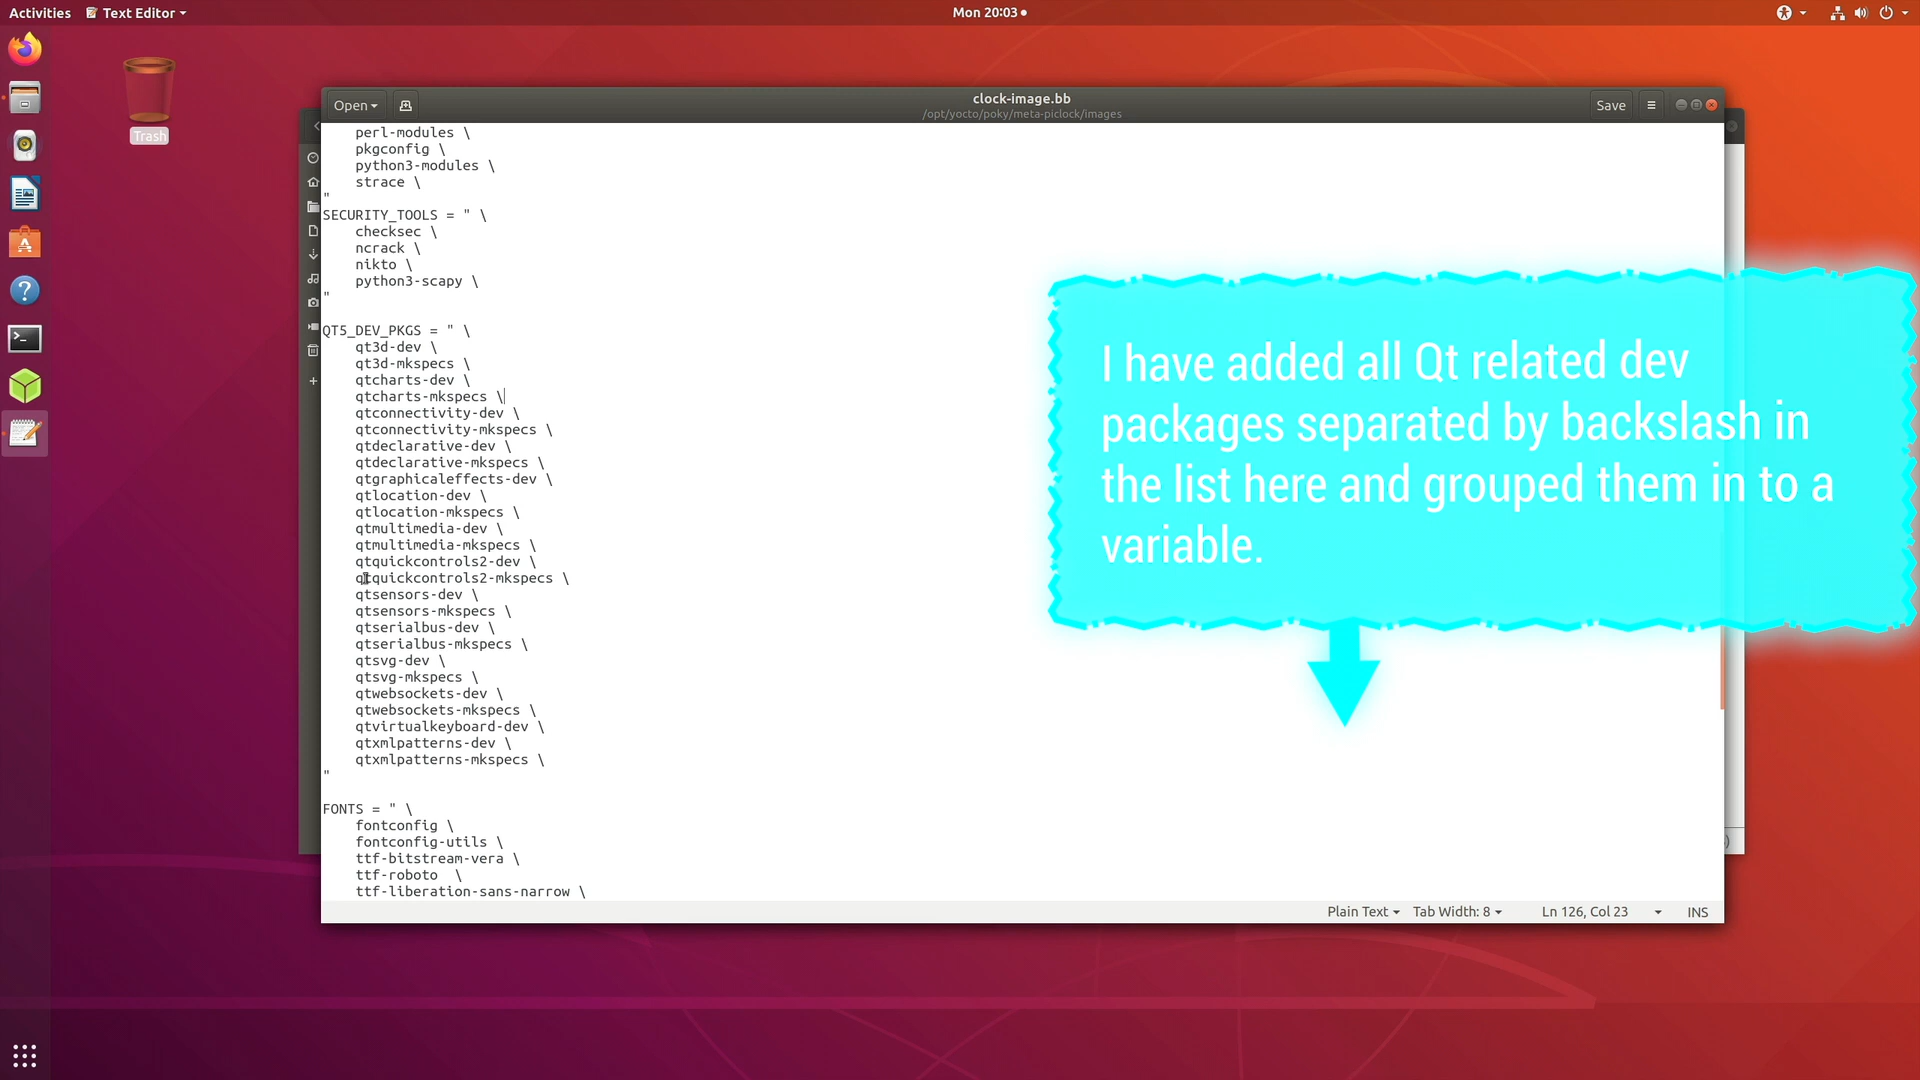 Activities
Text Editor
Mon 20:03
Trash
Open
clock-image.bb
/opt/yocto/poky/meta-piclock/images
Save
perl-modules \
pkgconfig \
python3-modules \
strace \
"
SECURITY_TOOLS = " \
checksec \
ncrack \
nikto \
python3-scapy \
"
QT5_DEV_PKGS = " \
qt3d-dev \
qt3d-mkspecs \
qtcharts-dev \
qtcharts-mkspecs \
qtconnectivity-dev \
qtconnectivity-mkspecs \
qtdeclarative-dev \
qtdeclarative-mkspecs \
qtgraphicaleffects-dev \
qtlocation-dev \
qtlocation-mkspecs \
qtmultimedia-dev \
qtmultimedia-mkspecs \
qtquickcontrols2-dev \
qtquickcontrols2-mkspecs \
qtsensors-dev \
qtsensors-mkspecs \
qtserialbus-dev \
qtserialbus-mkspecs \
qtsvg-dev \
qtsvg-mkspecs \
qtwebsockets-dev \
qtwebsockets-mkspecs \
qtvirtualkeyboard-dev \
qtxmlpatterns-dev \
qtxmlpatterns-mkspecs \
"
FONTS = " \
fontconfig \
fontconfig-utils \
ttf-bitstream-vera \
ttf-roboto  \
ttf-liberation-sans-narrow \
I have added all Qt related dev
packages separated by backslash in
the list here and grouped them in to a
variable.
Plain Text
Tab Width: 8
Ln 126, Col 23
INS